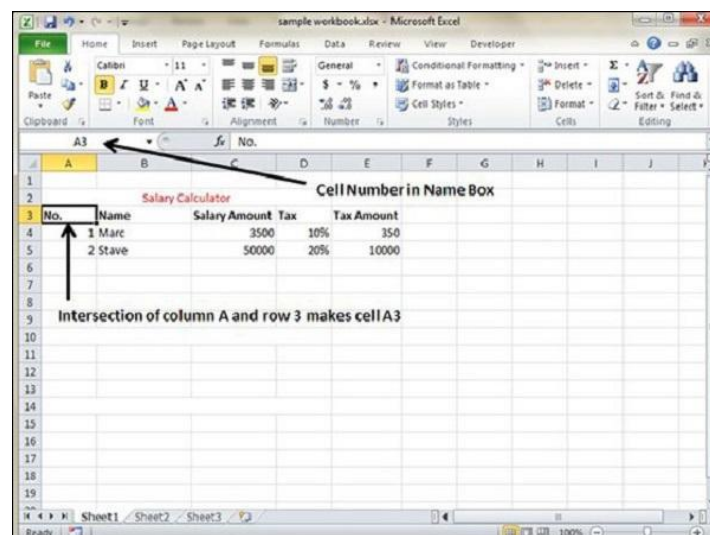 sample workbook.xlsx - Microsoft Excel
File Home Insert Page Layout Formulas Data Review View Developer
Calibri 11 General Conditional Formatting Insert
Paste B I U A $ % , Format as Table Delete Sort & Find &
Cell Styles Format Filter Select
Clipboard Font Alignment Number Styles Cells Editing
A3 fx No.
A B C D E F G H I J
1
Cell Number in Name Box
2 Salary Calculator
3 No. Name Salary Amount Tax Tax Amount
4 1 Marc 3500 10% 350
5 2 Stave 50000 20% 10000
6
7
8
9 Intersection of column A and row 3 makes cell A3
10
11
12
13
14
15
16
17
18
19
Sheet1 Sheet2 Sheet3
Ready 100%